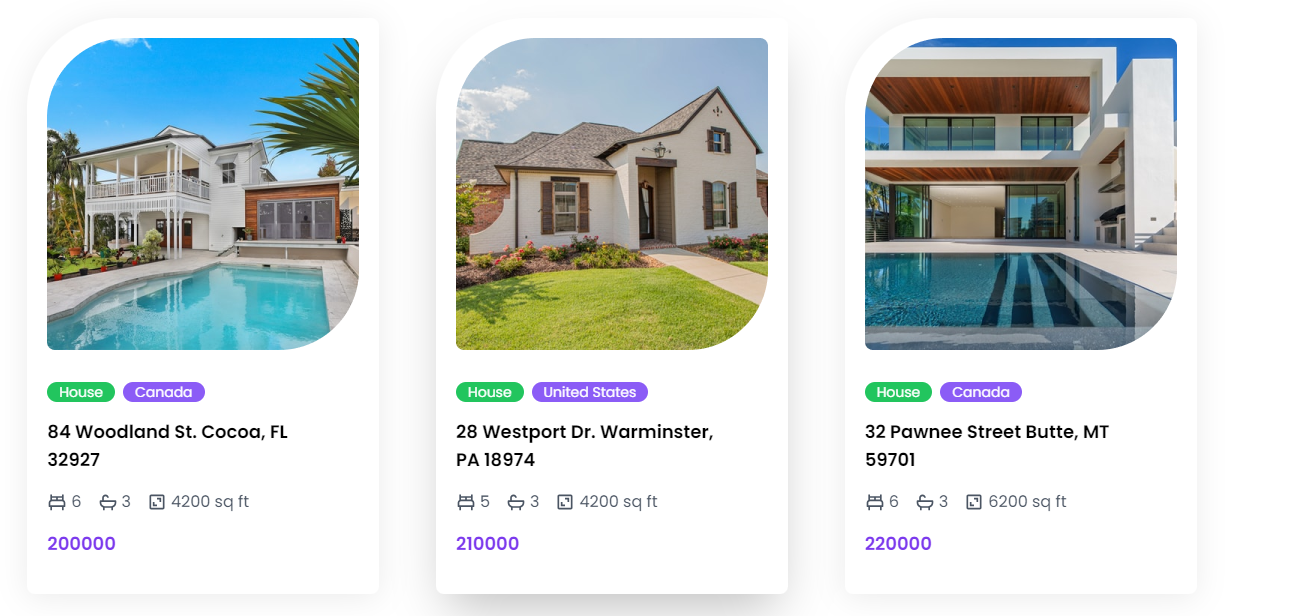 House Canada
84 Woodland St. Cocoa, FL
32927
6 3 4200 sq ft
200000
House United States
28 Westport Dr. Warminster,
PA 18974
5 3 4200 sq ft
210000
House Canada
32 Pawnee Street Butte, MT
59701
6 3 6200 sq ft
220000